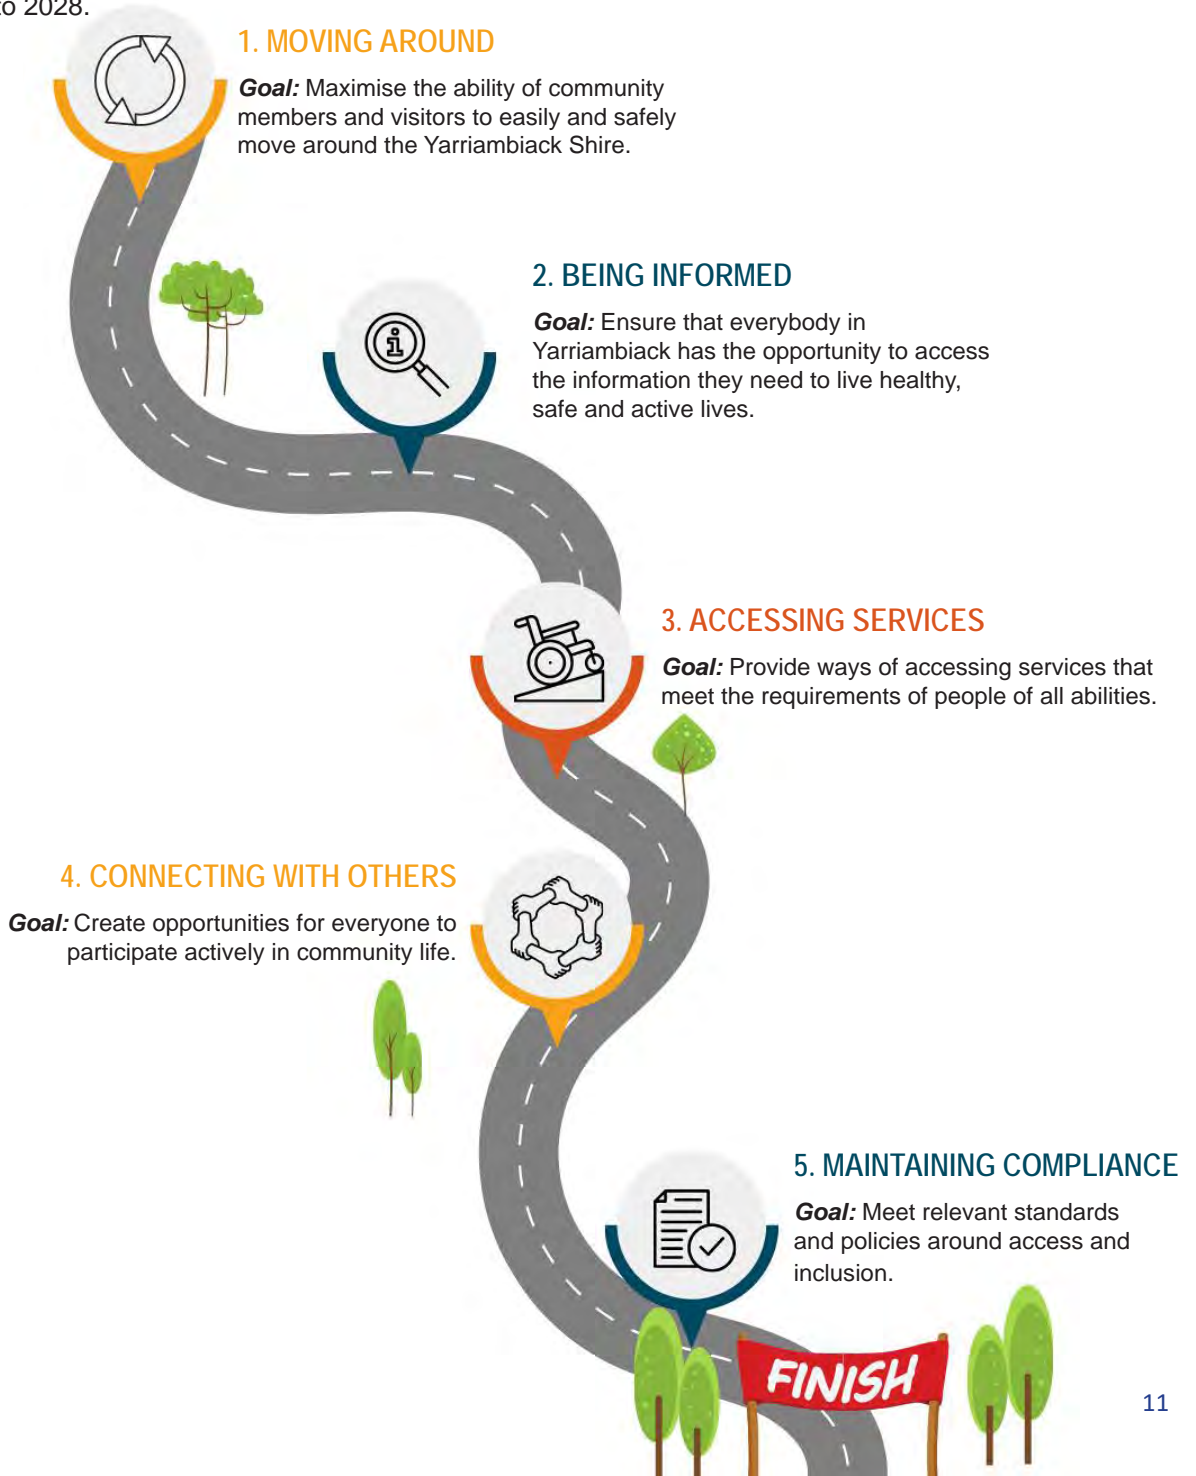 to 2028.
1. MOVING AROUND
Goal: Maximise the ability of community
members and visitors to easily and safely
move around the Yarriambiack Shire.
2. BEING INFORMED
Goal: Ensure that everybody in
Yarriambiack has the opportunity to access
the information they need to live healthy,
safe and active lives.
3. ACCESSING SERVICES
Goal: Provide ways of accessing services that
meet the requirements of people of all abilities.
4. CONNECTING WITH OTHERS
Goal: Create opportunities for everyone to
participate actively in community life.
5. MAINTAINING COMPLIANCE
Goal: Meet relevant standards
and policies around access and
inclusion.
FINISH
11